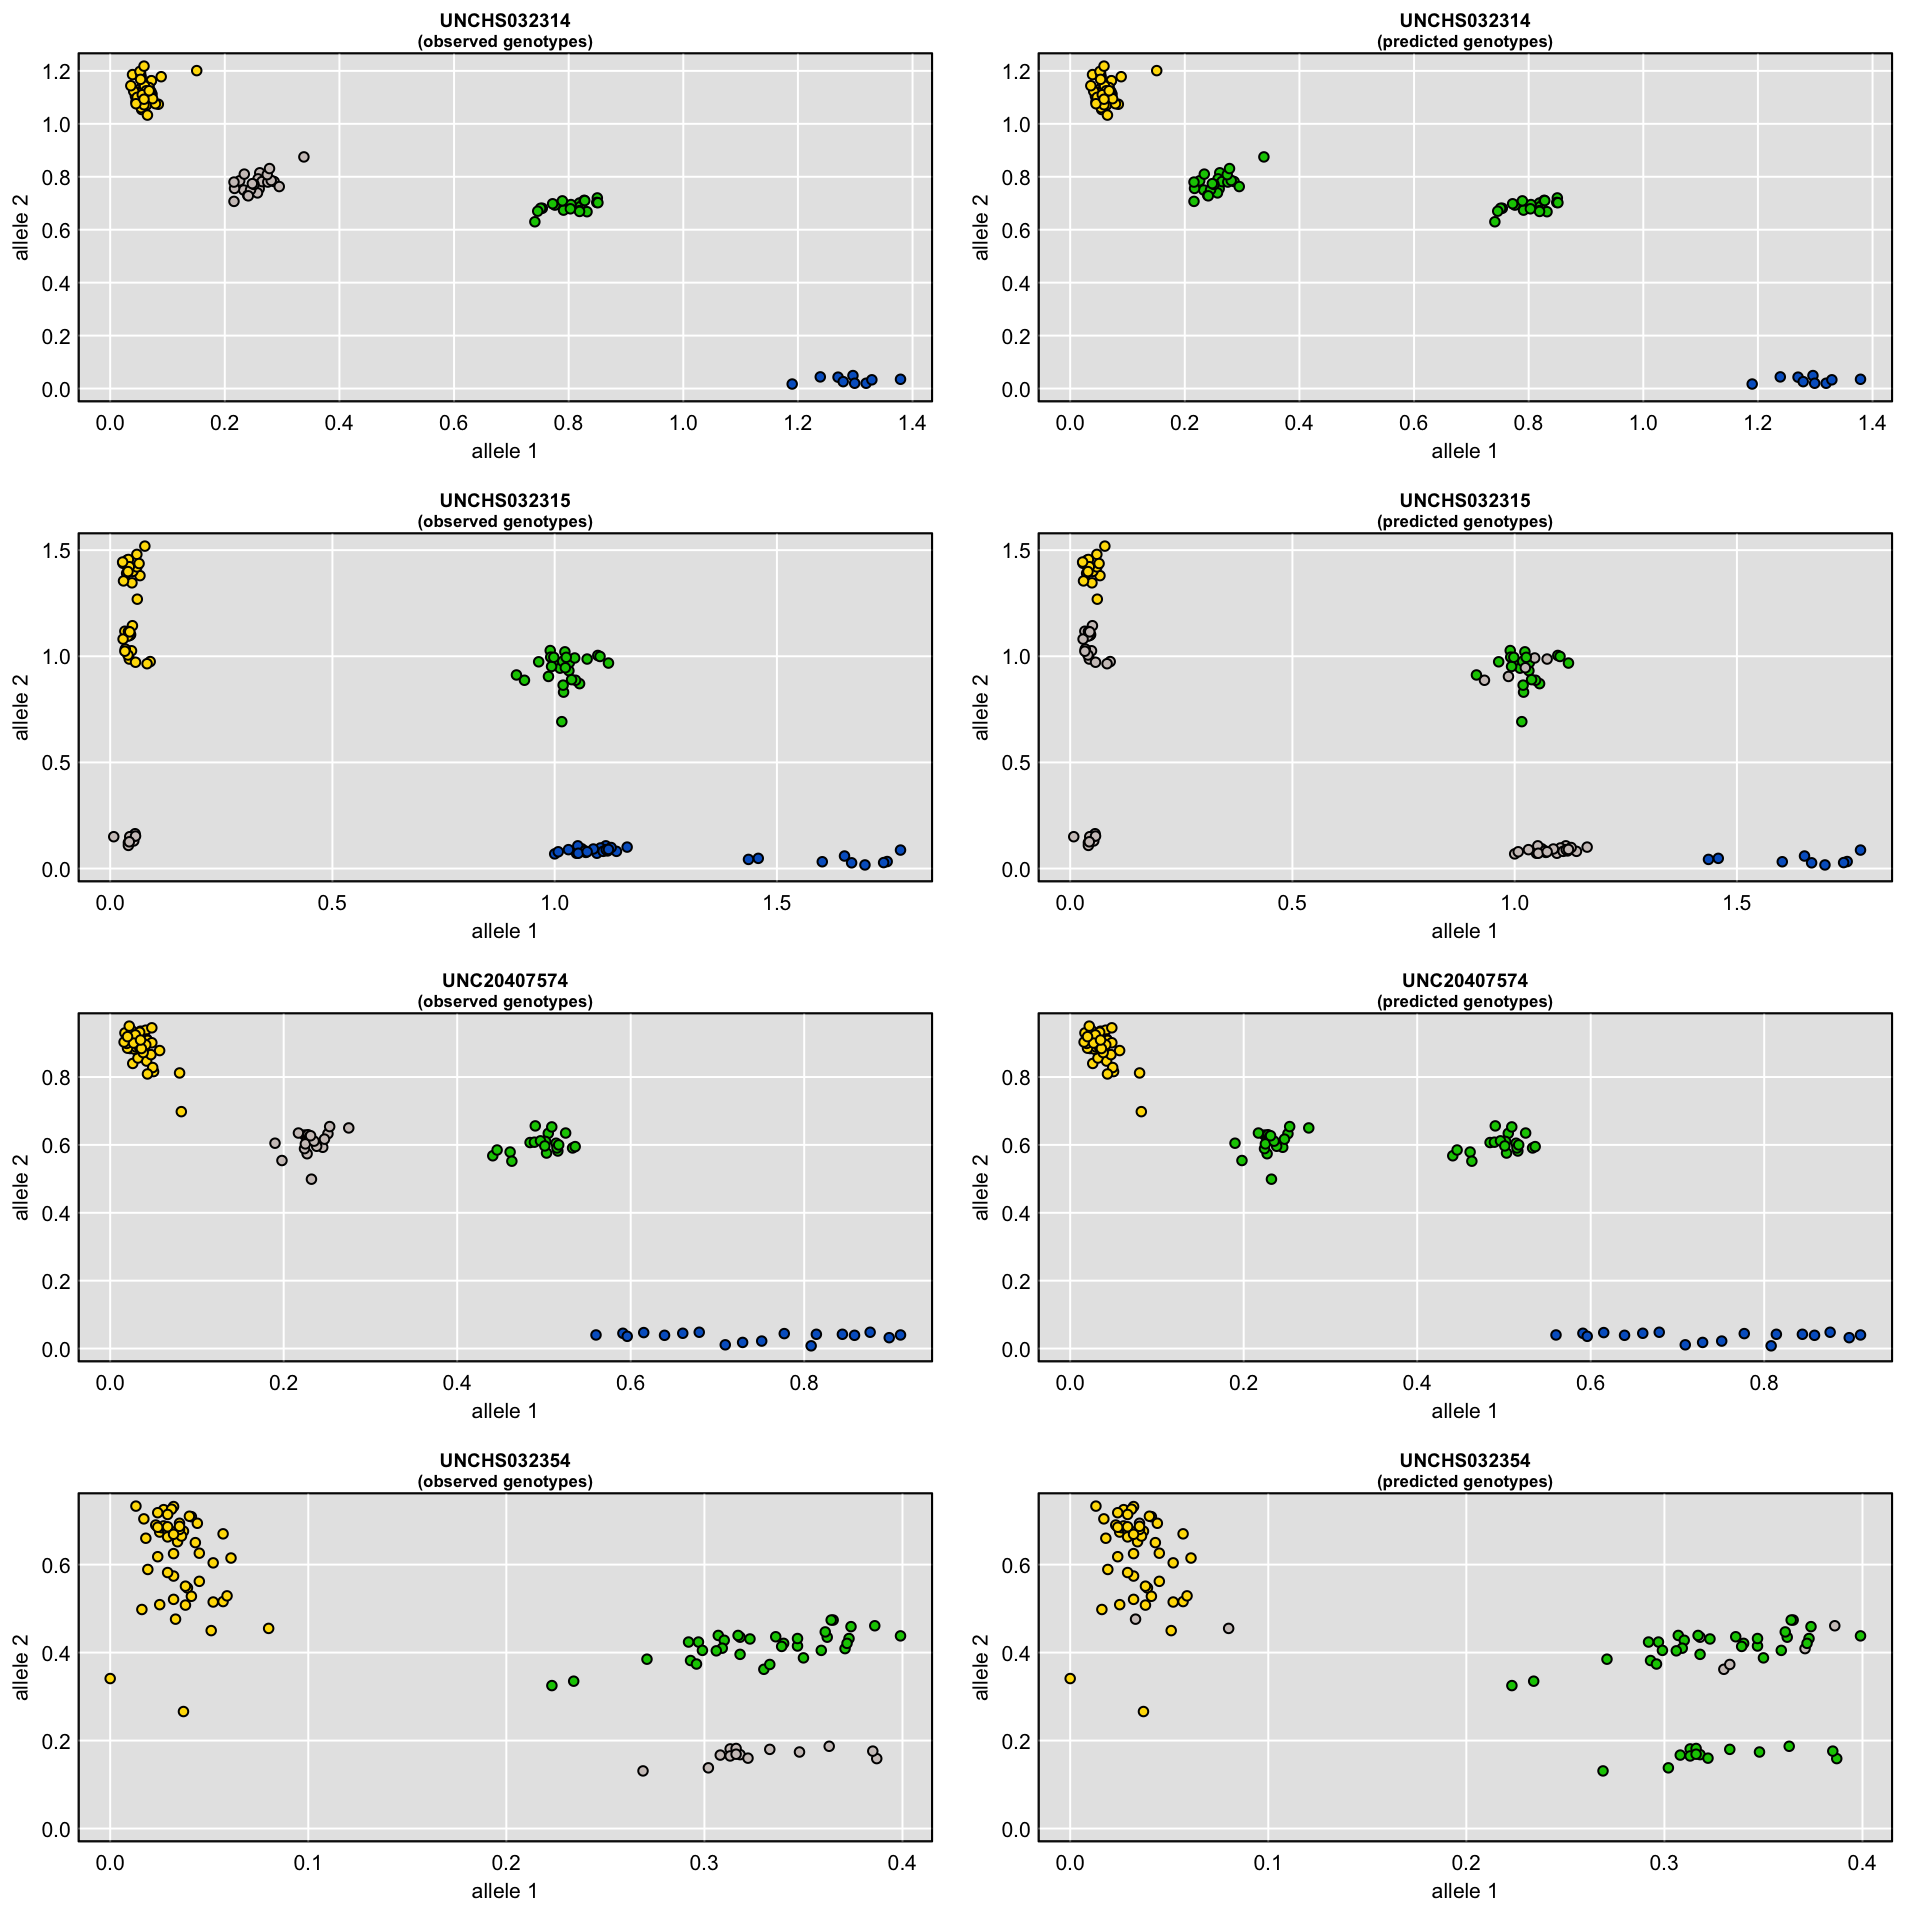 UNCHS032314
(observed genotypes)
allele 2
1.2
1.0
0.8
0.6
0.4
0.2
0.0
0.0 0.2 0.4 0.6 0.8 1.0 1.2 1.4
allele 1
UNCHS032314
(predicted genotypes)
allele 2
1.2
1.0
0.8
0.6
0.4
0.2
0.0
0.0 0.2 0.4 0.6 0.8 1.0 1.2 1.4
allele 1
UNCHS032315
(observed genotypes)
allele 2
1.5
1.0
0.5
0.0
0.0 0.5 1.0 1.5
allele 1
UNCHS032315
(predicted genotypes)
allele 2
1.5
1.0
0.5
0.0
0.0 0.5 1.0 1.5
allele 1
UNC20407574
(observed genotypes)
allele 2
0.8
0.6
0.4
0.2
0.0
0.0 0.2 0.4 0.6 0.8
allele 1
UNC20407574
(predicted genotypes)
allele 2
0.8
0.6
0.4
0.2
0.0
0.0 0.2 0.4 0.6 0.8
allele 1
UNCHS032354
(observed genotypes)
allele 2
0.6
0.4
0.2
0.0
0.0 0.1 0.2 0.3 0.4
allele 1
UNCHS032354
(predicted genotypes)
allele 2
0.6
0.4
0.2
0.0
0.0 0.1 0.2 0.3 0.4
allele 1